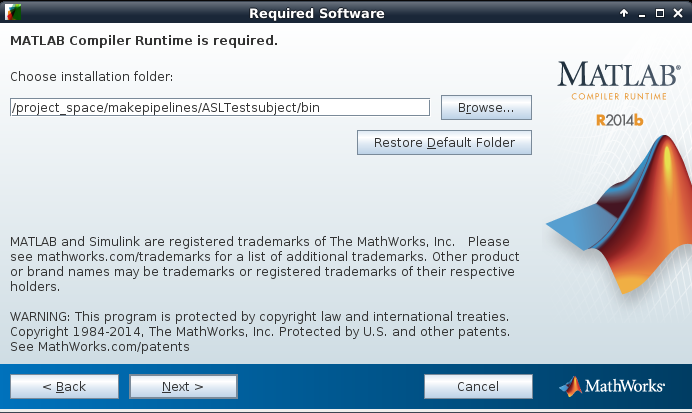 Required Software
MATLAB Compiler Runtime is required.
Choose installation folder:
/project_space/makepipelines/ASLTestsubject/bin
Browse...
Restore Default Folder
MATLAB®
COMPILER RUNTIME
R2014b
MATLAB and Simulink are registered trademarks of The MathWorks, Inc. Please
see mathworks.com/trademarks for a list of additional trademarks. Other product
or brand names may be trademarks or registered trademarks of their respective
holders.
WARNING: This program is protected by copyright law and international treaties.
Copyright 1984-2014, The MathWorks, Inc. Protected by U.S. and other patents.
See MathWorks.com/patents
< Back
Next >
Cancel
MathWorks®